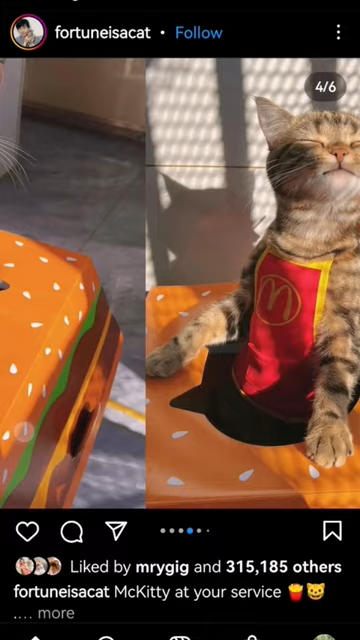 fortuneisacat • Follow
4/6
m
Liked by mrygig and 315,185 others
fortuneisacat McKitty at your service 🍟😺
.... more